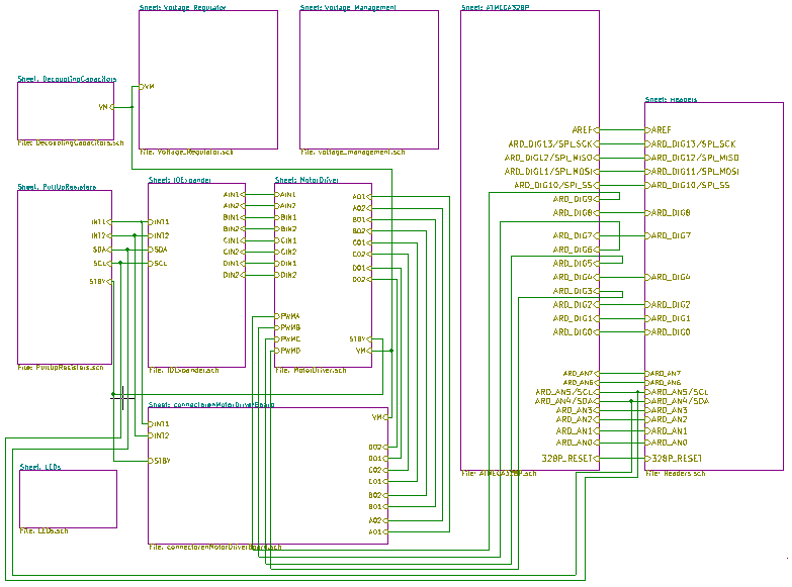 Sheet: Voltage_Regulator
VM
File: Voltage_Regulator.sch
Sheet: Voltage_Management
File: voltage_management.sch
Sheet: ATMEGA328P
AREF
ARD_DIG13/SPI_SCK
ARD_DIG12/SPI_MISO
ARD_DIG11/SPI_MOSI
ARD_DIG10/SPI_SS
ARD_DIG9
ARD_DIG8
ARD_DIG7
ARD_DIG6
ARD_DIG5
ARD_DIG4
ARD_DIG3
ARD_DIG2
ARD_DIG1
ARD_DIG0
ARD_AN7
ARD_AN6
ARD_AN5/SCL
ARD_AN4/SDA
ARD_AN3
ARD_AN2
ARD_AN1
ARD_AN0
328P_RESET
File: ATMEGA328P.sch
Sheet: Headers
AREF
ARD_DIG13/SPI_SCK
ARD_DIG12/SPI_MISO
ARD_DIG11/SPI_MOSI
ARD_DIG10/SPI_SS
ARD_DIG8
ARD_DIG7
ARD_DIG4
ARD_DIG2
ARD_DIG1
ARD_DIG0
ARD_AN7
ARD_AN6
ARD_AN5/SCL
ARD_AN4/SDA
ARD_AN3
ARD_AN2
ARD_AN1
ARD_AN0
328P_RESET
File: Headers.sch
Sheet: DecouplingCapacitors
VM
File: DecouplingCapacitors.sch
Sheet: PullUpResistors
INT1
INT2
SDA
SCL
STBY
File: PullUpResistors.sch
Sheet: IOExpander
INT1
INT2
SDA
SCL
AIN1
AIN2
BIN1
BIN2
CIN1
CIN2
DIN1
DIN2
File: IOExpander.sch
Sheet: MotorDriver
AIN1
AIN2
BIN1
BIN2
CIN1
CIN2
DIN1
DIN2
PWMA
PWMB
PWMC
PWMD
AO1
AO2
BO1
BO2
CO1
CO2
DO1
DO2
STBY
VM
File: MotorDriver.sch
Sheet: connectorenMotorDriverBoard
INT1
INT2
STBY
VM
DO2
DO1
CO2
CO1
BO2
BO1
AO2
AO1
File: connectorenMotorDriverBoard.sch
Sheet: LEDs
File: LEDs.sch